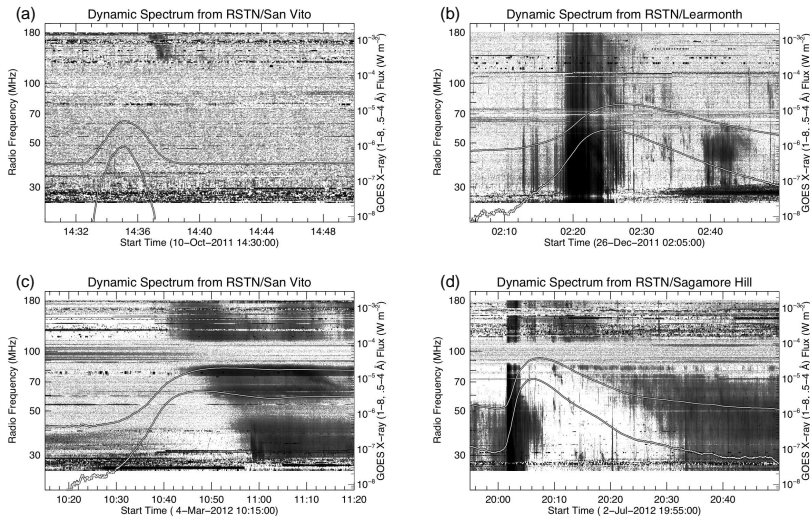 (a)
Dynamic Spectrum from RSTN/San Vito
Radio Frequency (MHz)
180
100
70
50
30
10⁻³
10⁻⁴
10⁻⁵
10⁻⁶
10⁻⁷
10⁻⁸
GOES X-ray (1-8, .5-4 Å) Flux (W m⁻²)
14:32 14:36 14:40 14:44 14:48
Start Time (10-Oct-2011 14:30:00)
(b)
Dynamic Spectrum from RSTN/Learmonth
Radio Frequency (MHz)
180
100
70
50
30
10⁻³
10⁻⁴
10⁻⁵
10⁻⁶
10⁻⁷
10⁻⁸
GOES X-ray (1-8, .5-4 Å) Flux (W m⁻²)
02:10 02:20 02:30 02:40
Start Time (26-Dec-2011 02:05:00)
(c)
Dynamic Spectrum from RSTN/San Vito
Radio Frequency (MHz)
180
100
70
50
30
10⁻³
10⁻⁴
10⁻⁵
10⁻⁶
10⁻⁷
10⁻⁸
GOES X-ray (1-8, .5-4 Å) Flux (W m⁻²)
10:20 10:30 10:40 10:50 11:00 11:10 11:20
Start Time ( 4-Mar-2012 10:15:00)
(d)
Dynamic Spectrum from RSTN/Sagamore Hill
Radio Frequency (MHz)
180
100
70
50
30
10⁻³
10⁻⁴
10⁻⁵
10⁻⁶
10⁻⁷
10⁻⁸
GOES X-ray (1-8, .5-4 Å) Flux (W m⁻²)
20:00 20:10 20:20 20:30 20:40
Start Time ( 2-Jul-2012 19:55:00)